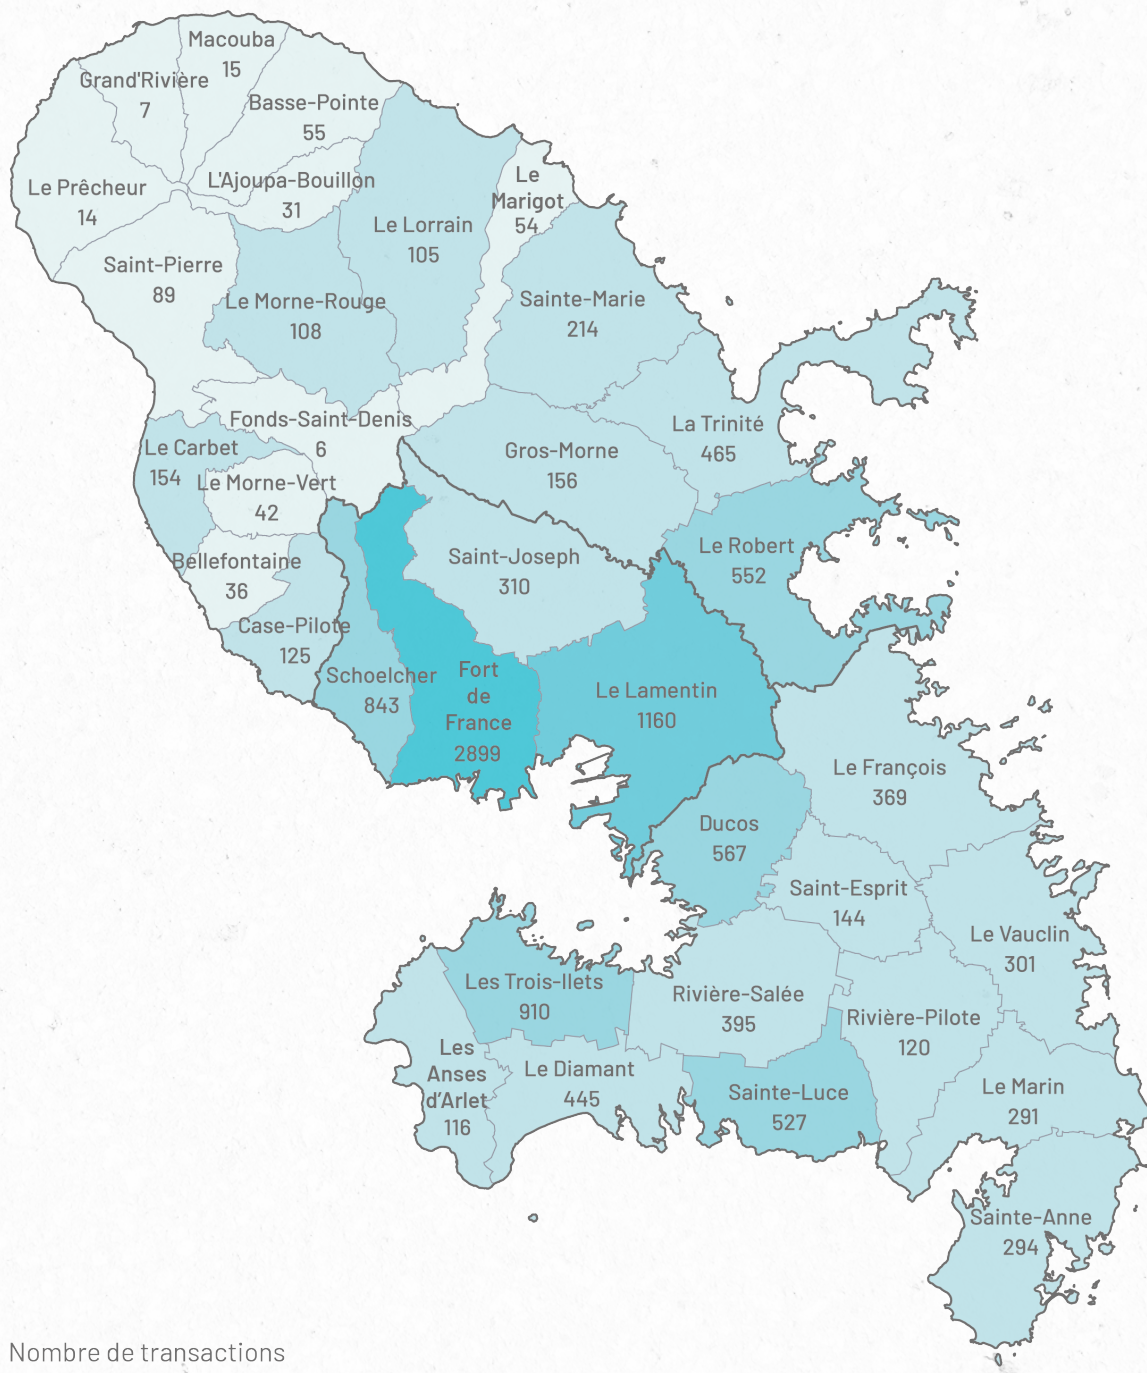 Macouba
15
Grand'Rivière
7
Basse-Pointe
55
L'Ajoupa-Bouillon
31
Le Prêcheur
14
Le
Marigot
54
Le Lorrain
105
Saint-Pierre
89
Le Morne-Rouge
108
Sainte-Marie
214
Fonds-Saint-Denis
6
La Trinité
465
Le Carbet
154
Gros-Morne
156
Le Morne-Vert
42
Bellefontaine
36
Saint-Joseph
310
Le Robert
552
Case-Pilote
125
Schoelcher
843
Fort
de
France
2899
Le Lamentin
1160
Le François
369
Ducos
567
Saint-Esprit
144
Le Vauclin
301
Les Trois-Ilets
910
Rivière-Salée
395
Rivière-Pilote
120
Les
Anses
d'Arlet
116
Le Diamant
445
Sainte-Luce
527
Le Marin
291
Sainte-Anne
294
Nombre de transactions